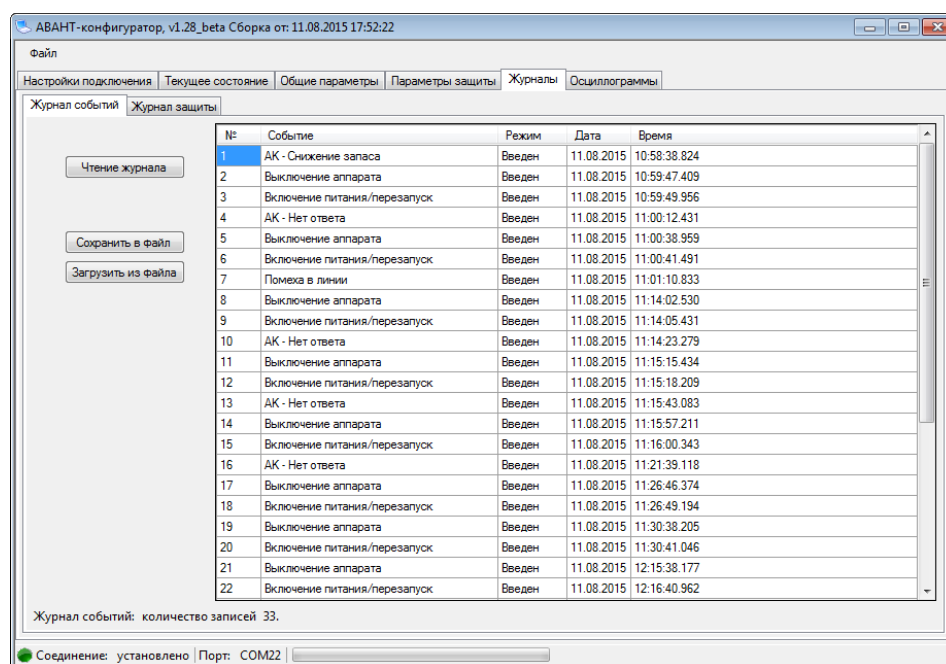 АВАНТ-конфигуратор, v1.28_beta Сборка от: 11.08.2015 17:52:22
Файл
Настройки подключения Текущее состояние Общие параметры Параметры защиты Журналы Осциллограммы
Журнал событий Журнал защиты
№ Событие Режим Дата Время
1 АК - Снижение запаса Введен 11.08.2015 10:58:38.824
Чтение журнала
2 Выключение аппарата Введен 11.08.2015 10:59:47.409
3 Включение питания/перезапуск Введен 11.08.2015 10:59:49.956
4 АК - Нет ответа Введен 11.08.2015 11:00:12.431
Сохранить в файл
5 Выключение аппарата Введен 11.08.2015 11:00:38.959
6 Включение питания/перезапуск Введен 11.08.2015 11:00:41.491
Загрузить из файла
7 Помеха в линии Введен 11.08.2015 11:01:10.833
8 Выключение аппарата Введен 11.08.2015 11:14:02.530
9 Включение питания/перезапуск Введен 11.08.2015 11:14:05.431
10 АК - Нет ответа Введен 11.08.2015 11:14:23.279
11 Выключение аппарата Введен 11.08.2015 11:15:15.434
12 Включение питания/перезапуск Введен 11.08.2015 11:15:18.209
13 АК - Нет ответа Введен 11.08.2015 11:15:43.083
14 Выключение аппарата Введен 11.08.2015 11:15:57.211
15 Включение питания/перезапуск Введен 11.08.2015 11:16:00.343
16 АК - Нет ответа Введен 11.08.2015 11:21:39.118
17 Выключение аппарата Введен 11.08.2015 11:26:46.374
18 Включение питания/перезапуск Введен 11.08.2015 11:26:49.194
19 Выключение аппарата Введен 11.08.2015 11:30:38.205
20 Включение питания/перезапуск Введен 11.08.2015 11:30:41.046
21 Выключение аппарата Введен 11.08.2015 12:15:38.177
22 Включение питания/перезапуск Введен 11.08.2015 12:16:40.962
Журнал событий: количество записей 33.
Соединение: установлено Порт: COM22